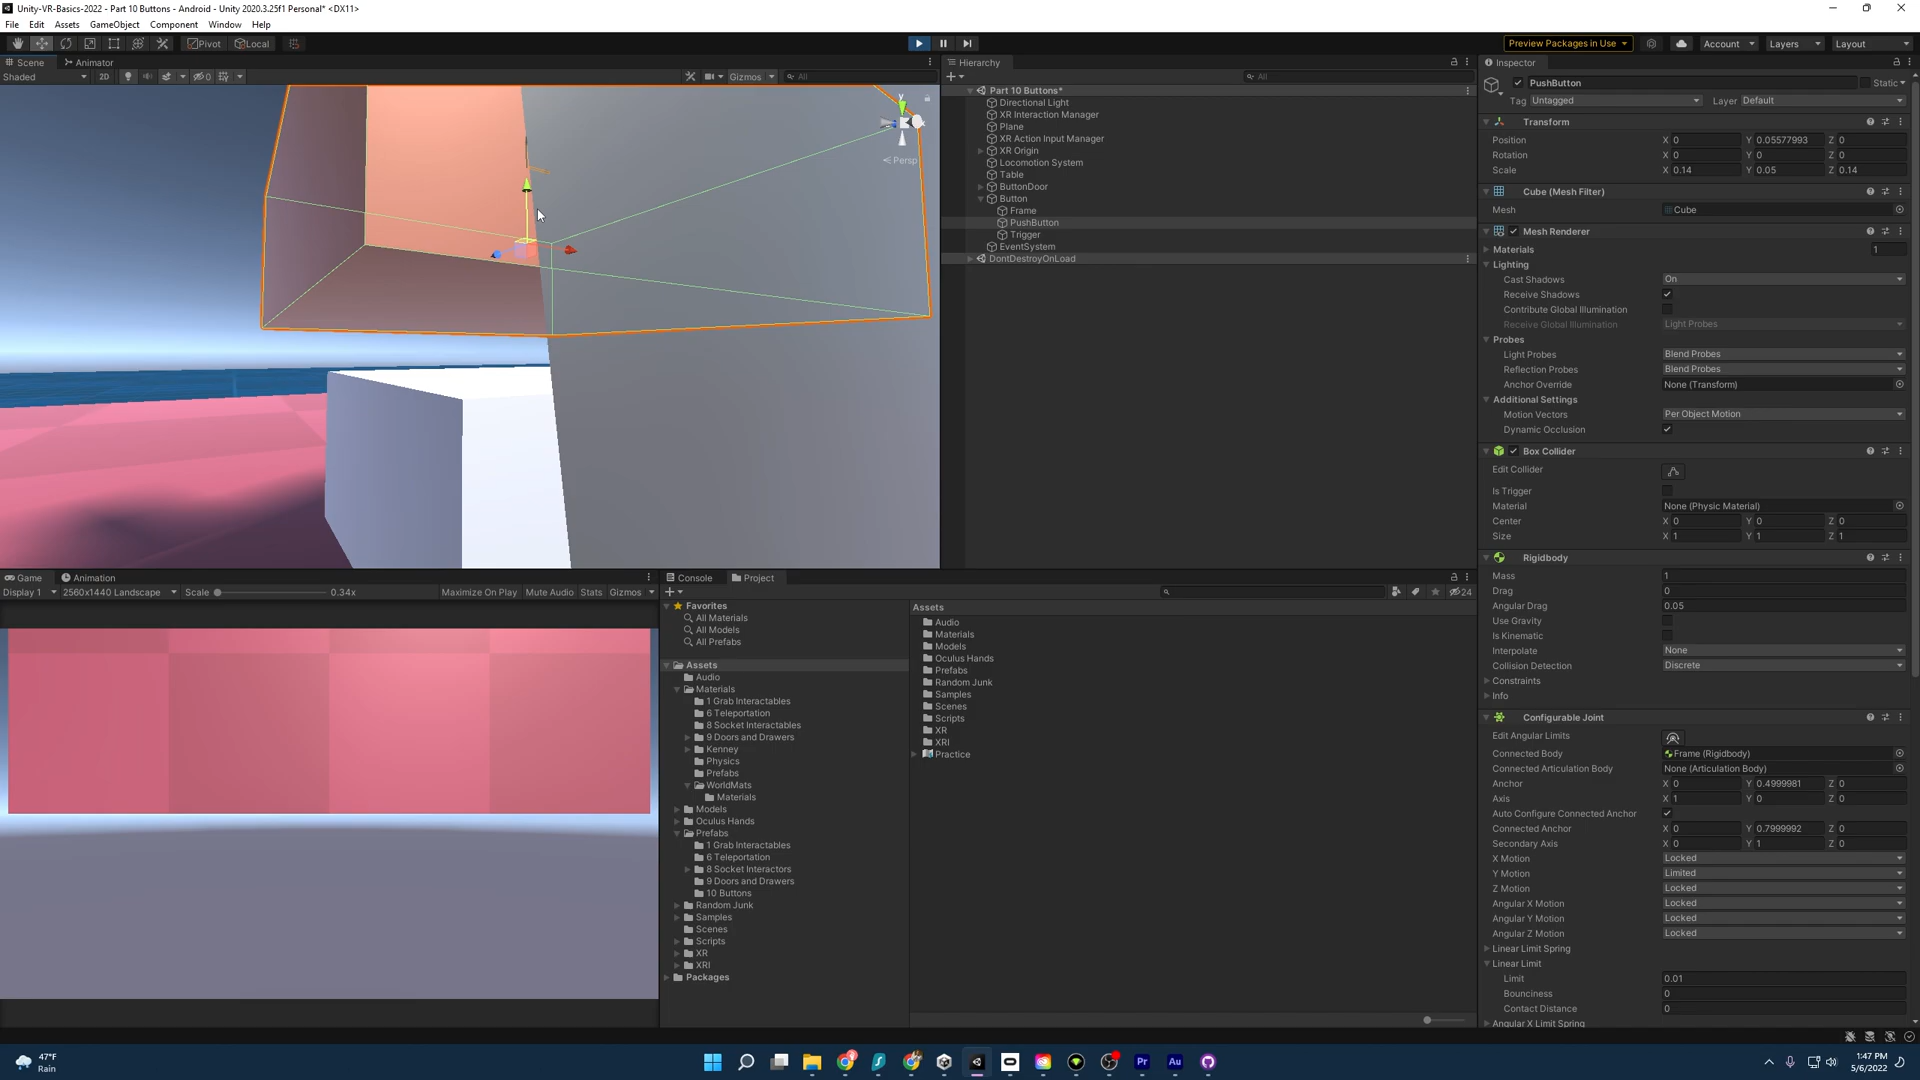 Unity-VR-Basics-2022 - Part 10 Buttons - Android - Unity 2020.3.25f1 Personal* <DX11>
File Edit Assets GameObject Component Window Help
Pivot Local
Preview Packages in Use Account Layers Layout
Scene Animator
Shaded 2D 0 Gizmos All
y
Persp
Hierarchy
All
Part 10 Buttons*
Directional Light
XR Interaction Manager
Plane
XR Action Input Manager
XR Origin
Locomotion System
Table
ButtonDoor
Button
Frame
PushButton
Trigger
EventSystem
DontDestroyOnLoad
Inspector
PushButton Static
Tag Untagged Layer Default
Transform
Position X 0 Y 0.05577993 Z 0
Rotation X 0 Y 0 Z 0
Scale X 0.14 Y 0.05 Z 0.14
Cube (Mesh Filter)
Mesh Cube
Mesh Renderer
Materials 1
Lighting
Cast Shadows On
Receive Shadows
Contribute Global Illumination
Receive Global Illumination Light Probes
Probes
Light Probes Blend Probes
Reflection Probes Blend Probes
Anchor Override None (Transform)
Additional Settings
Motion Vectors Per Object Motion
Dynamic Occlusion
Box Collider
Edit Collider
Is Trigger
Material None (Physic Material)
Center X 0 Y 0 Z 0
Size X 1 Y 1 Z 1
Rigidbody
Mass 1
Drag 0
Angular Drag 0.05
Use Gravity
Is Kinematic
Interpolate None
Collision Detection Discrete
Constraints
Info
Configurable Joint
Edit Angular Limits
Connected Body Frame (Rigidbody)
Connected Articulation Body None (Articulation Body)
Anchor X 0 Y 0.4999981 Z 0
Axis X 1 Y 0 Z 0
Auto Configure Connected Anchor
Connected Anchor X 0 Y 0.7999992 Z 0
Secondary Axis X 0 Y 1 Z 0
X Motion Locked
Y Motion Limited
Z Motion Locked
Angular X Motion Locked
Angular Y Motion Locked
Angular Z Motion Locked
Linear Limit Spring
Linear Limit
Limit 0.01
Bounciness 0
Contact Distance 0
Angular X Limit Spring
Game Animation
Display 1 2560x1440 Landscape Scale 0.34x Maximize On Play Mute Audio Stats Gizmos
Console Project
24
Favorites
All Materials
All Models
All Prefabs
Assets
Audio
Materials
1 Grab Interactables
6 Teleportation
8 Socket Interactables
9 Doors and Drawers
Kenney
Physics
Prefabs
WorldMats
Materials
Models
Oculus Hands
Prefabs
1 Grab Interactables
6 Teleportation
8 Socket Interactors
9 Doors and Drawers
10 Buttons
Random Junk
Samples
Scenes
Scripts
XR
XRI
Packages
Assets
Audio
Materials
Models
Oculus Hands
Prefabs
Random Junk
Samples
Scenes
Scripts
XR
XRI
Practice
47°F
Rain
Pr Au
1:47 PM
5/6/2022